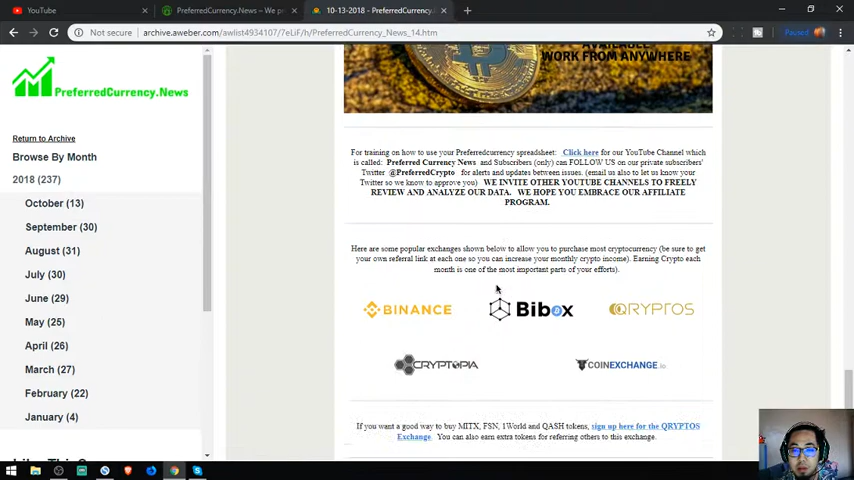 YouTube
PreferredCurrency.News – We pr
10-13-2018 - PreferredCurrency.
Not secure
archive.aweber.com/awlist4934107/7eLiF/h/PreferredCurrency_News_14.htm
Paused
PreferredCurrency.News
Return to Archive
Browse By Month
2018 (237)
October (13)
September (30)
August (31)
July (30)
June (29)
May (25)
April (26)
March (27)
February (22)
January (4)
AVAILABLE
WORK FROM ANYWHERE
For training on how to use your Preferredcurrency spreadsheet: Click here for our YouTube Channel which
is called: Preferred Currency News and Subscribers (only) can FOLLOW US on our private subscribers'
Twitter @PreferredCrypto for alerts and updates between issues. (email us also to let us know your
Twitter so we know to approve you) WE INVITE OTHER YOUTUBE CHANNELS TO FREELY
REVIEW AND ANALYZE OUR DATA. WE HOPE YOU EMBRACE OUR AFFILIATE
PROGRAM.
Here are some popular exchanges shown below to allow you to purchase most cryptocurrency (be sure to get
your own referral link at each one so you can increase your monthly crypto income). Earning Crypto each
month is one of the most important parts of your efforts).
BINANCE
Bibox
QRYPTOS
CRYPTOPIA
COINEXCHANGE.io
If you want a good way to buy MITX, FSN, 1World and QASH tokens, sign up here for the QRYPTOS
Exchange. You can also earn extra tokens for referring others to this exchange.